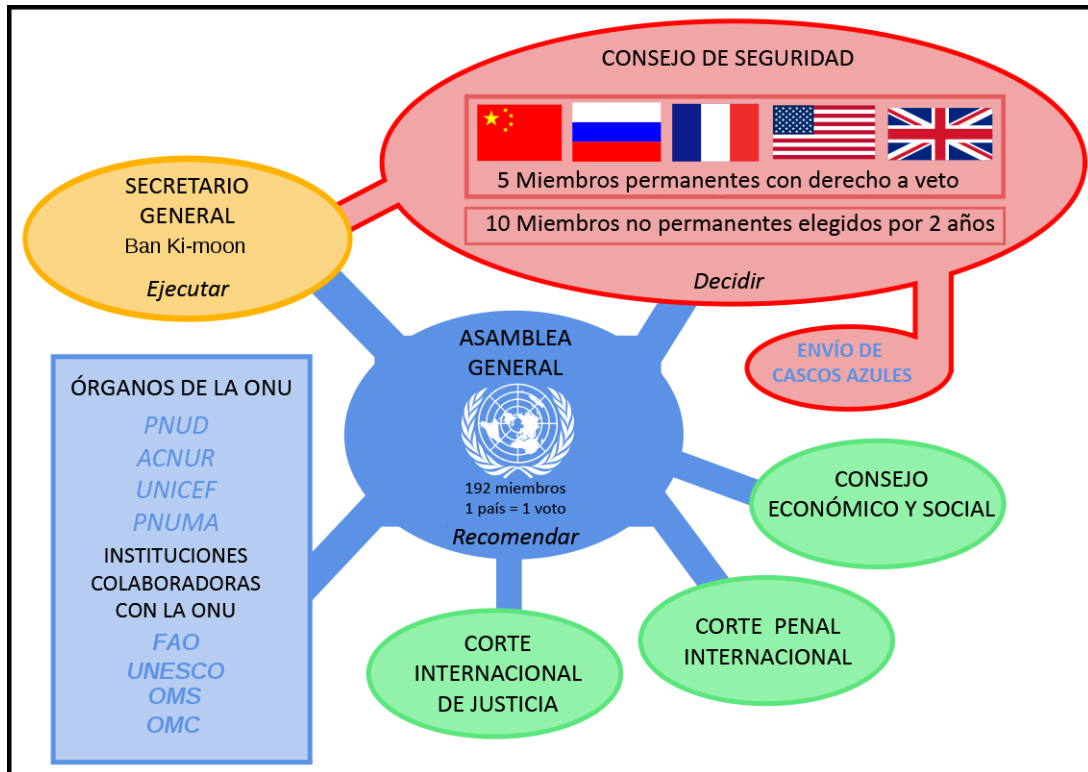 CONSEJO DE SEGURIDAD
5 Miembros permanentes con derecho a veto
10 Miembros no permanentes elegidos por 2 años
Decidir
SECRETARIO
GENERAL
Ban Ki-moon
Ejecutar
ENVÍO DE
CASCOS AZULES
ASAMBLEA
GENERAL
192 miembros
1 país = 1 voto
Recomendar
ÓRGANOS DE LA ONU
PNUD
ACNUR
UNICEF
PNUMA
INSTITUCIONES
COLABORADORAS
CON LA ONU
FAO
UNESCO
OMS
OMC
CONSEJO
ECONÓMICO Y SOCIAL
CORTE PENAL
INTERNACIONAL
CORTE
INTERNACIONAL
DE JUSTICIA